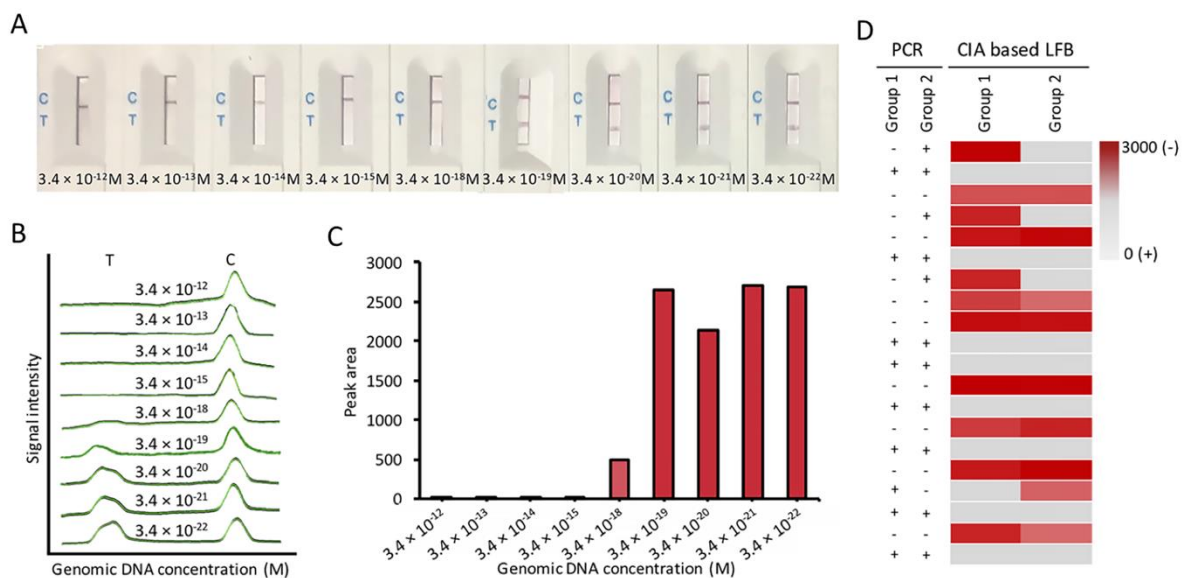 A
C
T
C
T
C
T
C
T
C
T
C
T
C
T
C
T
C
T
3.4 × 10⁻¹²M
3.4 × 10⁻¹³M
3.4 × 10⁻¹⁴M
3.4 × 10⁻¹⁵M
3.4 × 10⁻¹⁸M
3.4 × 10⁻¹⁹M
3.4 × 10⁻²⁰M
3.4 × 10⁻²¹M
3.4 × 10⁻²²M
B
Signal intensity
T C
3.4 × 10⁻¹²
3.4 × 10⁻¹³
3.4 × 10⁻¹⁴
3.4 × 10⁻¹⁵
3.4 × 10⁻¹⁸
3.4 × 10⁻¹⁹
3.4 × 10⁻²⁰
3.4 × 10⁻²¹
3.4 × 10⁻²²
Genomic DNA concentration (M)
C
Peak area
3000
2500
2000
1500
1000
500
0
3.4 × 10⁻¹²
3.4 × 10⁻¹³
3.4 × 10⁻¹⁴
3.4 × 10⁻¹⁵
3.4 × 10⁻¹⁸
3.4 × 10⁻¹⁹
3.4 × 10⁻²⁰
3.4 × 10⁻²¹
3.4 × 10⁻²²
Genomic DNA concentration (M)
D
PCR CIA based LFB
Group 1 Group 2 Group 1 Group 2
- +
+ +
- -
- +
- -
+ +
- +
- -
- -
+ +
+ +
- -
+ +
- -
+ +
- -
+ -
+ +
- -
+ +
3000 (-)
0 (+)